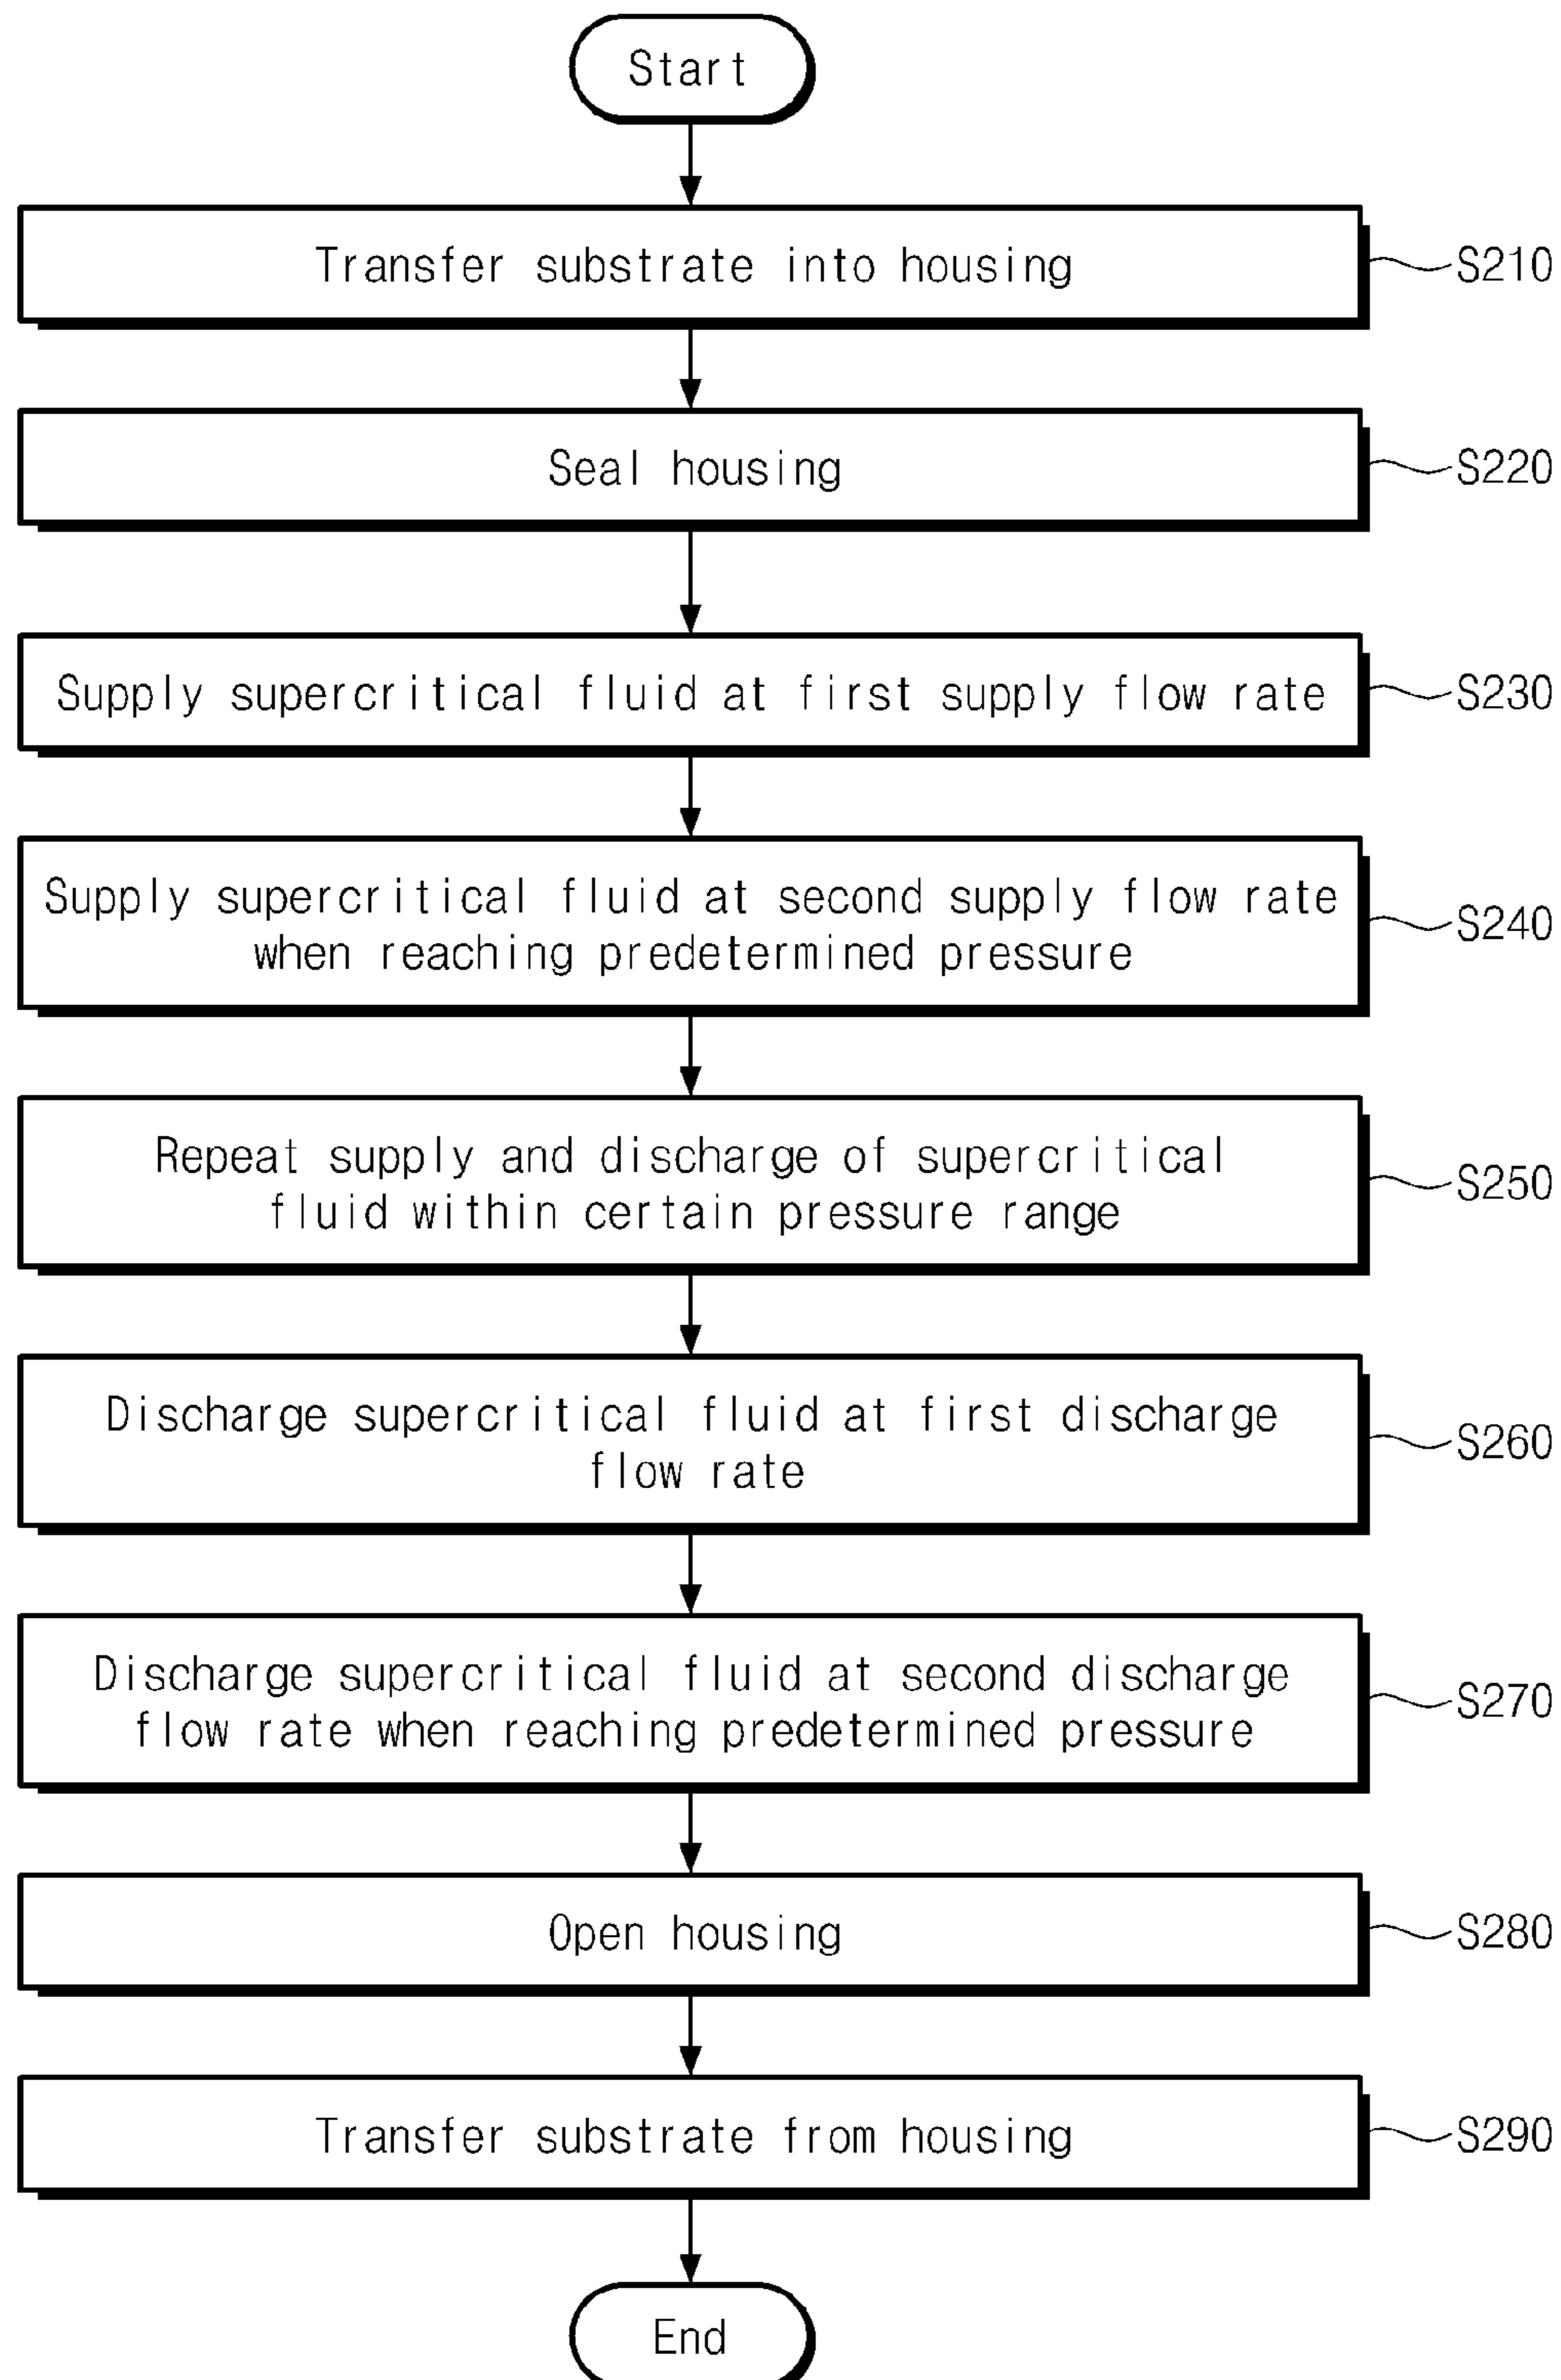 Start
Transfer substrate into housing
S210
Seal housing
S220
Supply supercritical fluid at first supply flow rate
S230
Supply supercritical fluid at second supply flow rate
when reaching predetermined pressure
S240
Repeat supply and discharge of supercritical
fluid within certain pressure range
S250
Discharge supercritical fluid at first discharge
flow rate
S260
Discharge supercritical fluid at second discharge
flow rate when reaching predetermined pressure
S270
Open housing
S280
Transfer substrate from housing
S290
End